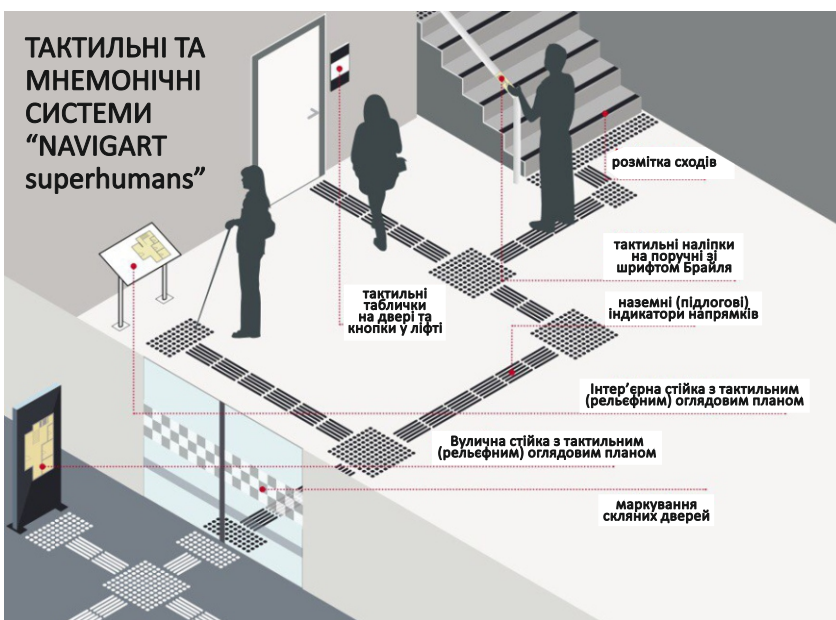 ТАКТИЛЬНІ ТА
МНЕМОНІЧНІ
СИСТЕМИ
“NAVIGART
superhumans”
розмітка сходів
тактильні наліпки
на поручні зі
шрифтом Брайля
тактильні
таблички
на двері та
кнопки у ліфті
наземні (підлогові)
індикатори напрямків
Інтер’єрна стійка з тактильним
(рельєфним) оглядовим планом
Вулична стійка з тактильним
(рельєфним) оглядовим планом
маркування
скляних дверей